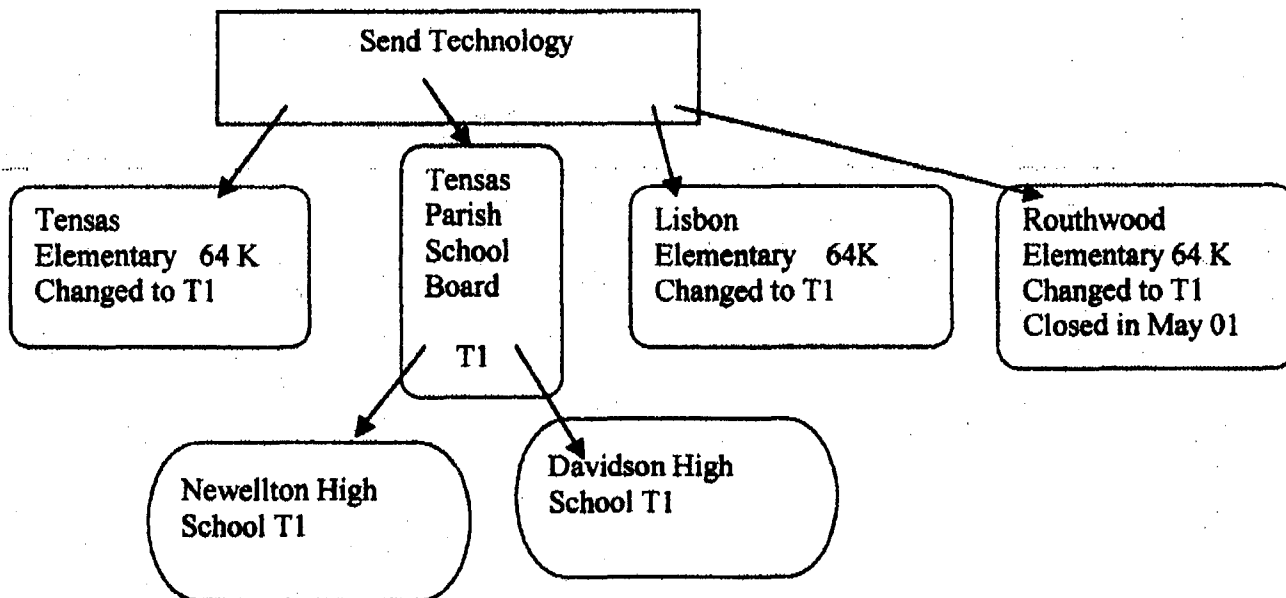 Send Technology
Tensas
Elementary 64 K
Changed to T1
Tensas
Parish
School
Board
T1
Lisbon
Elementary 64K
Changed to T1
Routhwood
Elementary 64 K
Changed to T1
Closed in May 01
Newellton High
School T1
Davidson High
School T1